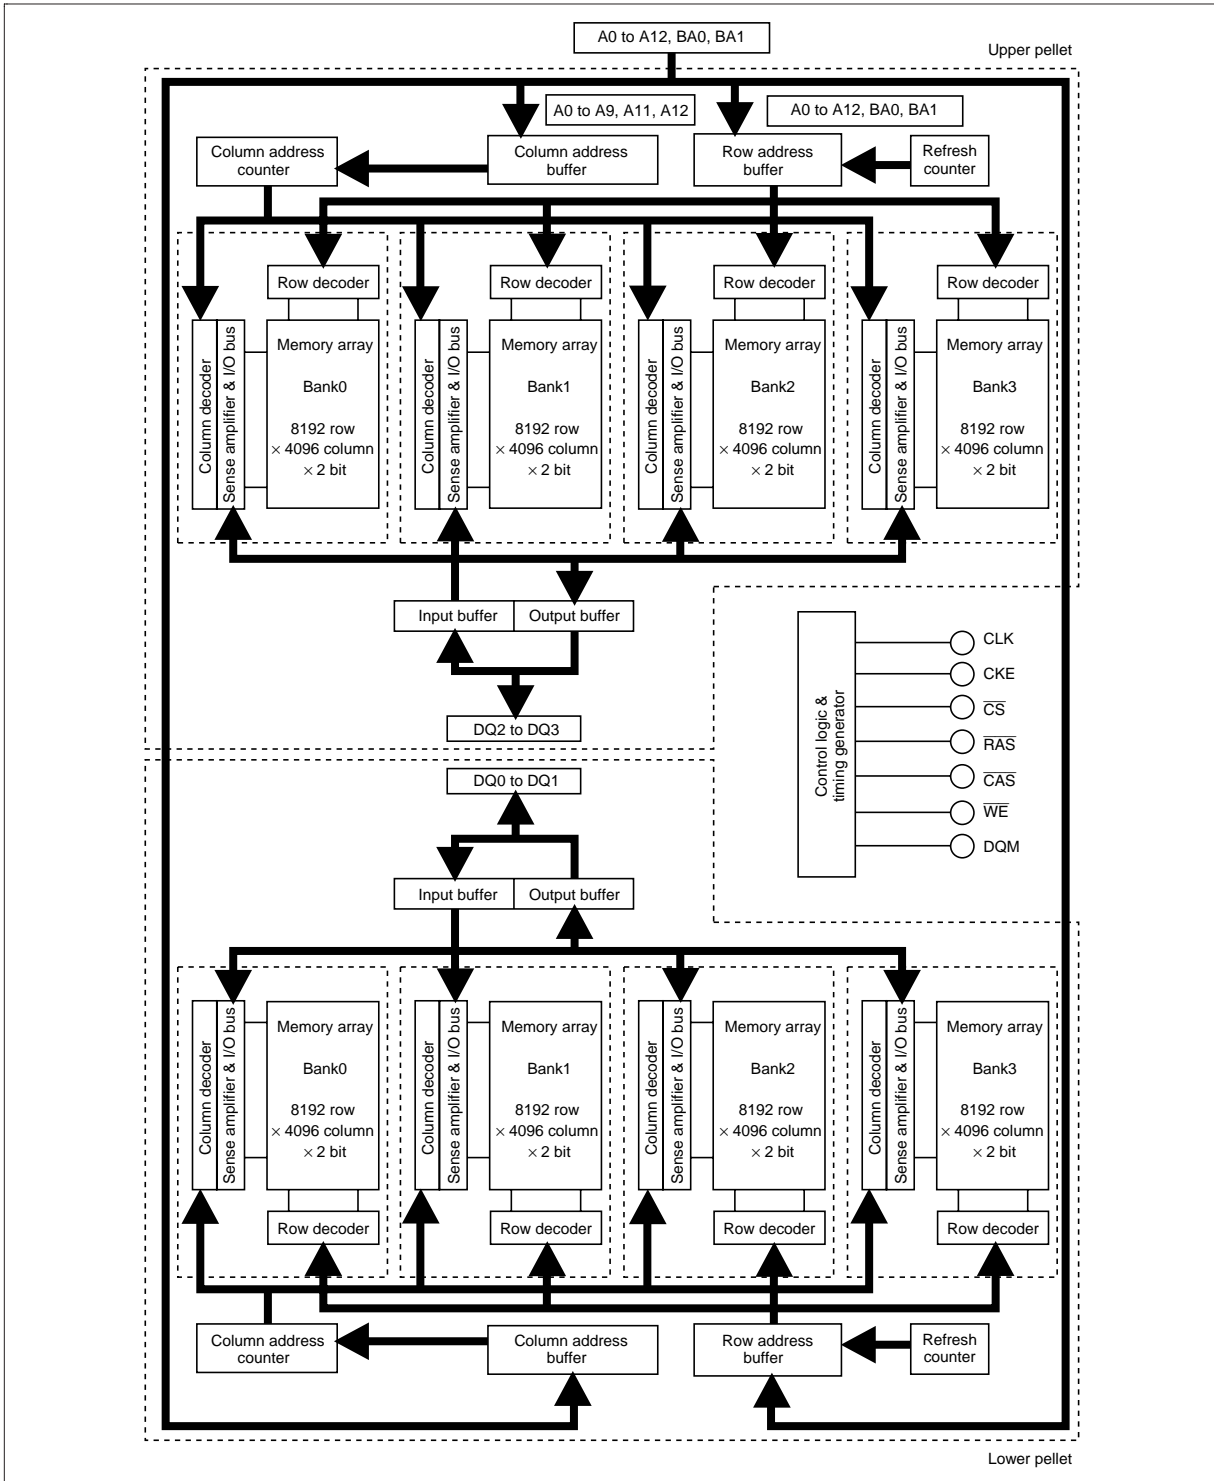 A0 to A12, BA0, BA1
Upper pellet
A0 to A9, A11, A12
A0 to A12, BA0, BA1
Column address
counter
Column address
buffer
Row address
buffer
Refresh
counter
Row decoder
Row decoder
Row decoder
Row decoder
Column decoder
Sense amplifier & I/O bus
Memory array
Bank0
8192 row
× 4096 column
× 2 bit
Column decoder
Sense amplifier & I/O bus
Memory array
Bank1
8192 row
× 4096 column
× 2 bit
Column decoder
Sense amplifier & I/O bus
Memory array
Bank2
8192 row
× 4096 column
× 2 bit
Column decoder
Sense amplifier & I/O bus
Memory array
Bank3
8192 row
× 4096 column
× 2 bit
Input buffer
Output buffer
DQ2 to DQ3
Control logic &
timing generator
CLK
CKE
C̅S̅
R̅A̅S̅
C̅A̅S̅
W̅E̅
DQM
DQ0 to DQ1
Input buffer
Output buffer
Column decoder
Sense amplifier & I/O bus
Memory array
Bank0
8192 row
× 4096 column
× 2 bit
Column decoder
Sense amplifier & I/O bus
Memory array
Bank1
8192 row
× 4096 column
× 2 bit
Column decoder
Sense amplifier & I/O bus
Memory array
Bank2
8192 row
× 4096 column
× 2 bit
Column decoder
Sense amplifier & I/O bus
Memory array
Bank3
8192 row
× 4096 column
× 2 bit
Row decoder
Row decoder
Row decoder
Row decoder
Column address
counter
Column address
buffer
Row address
buffer
Refresh
counter
Lower pellet